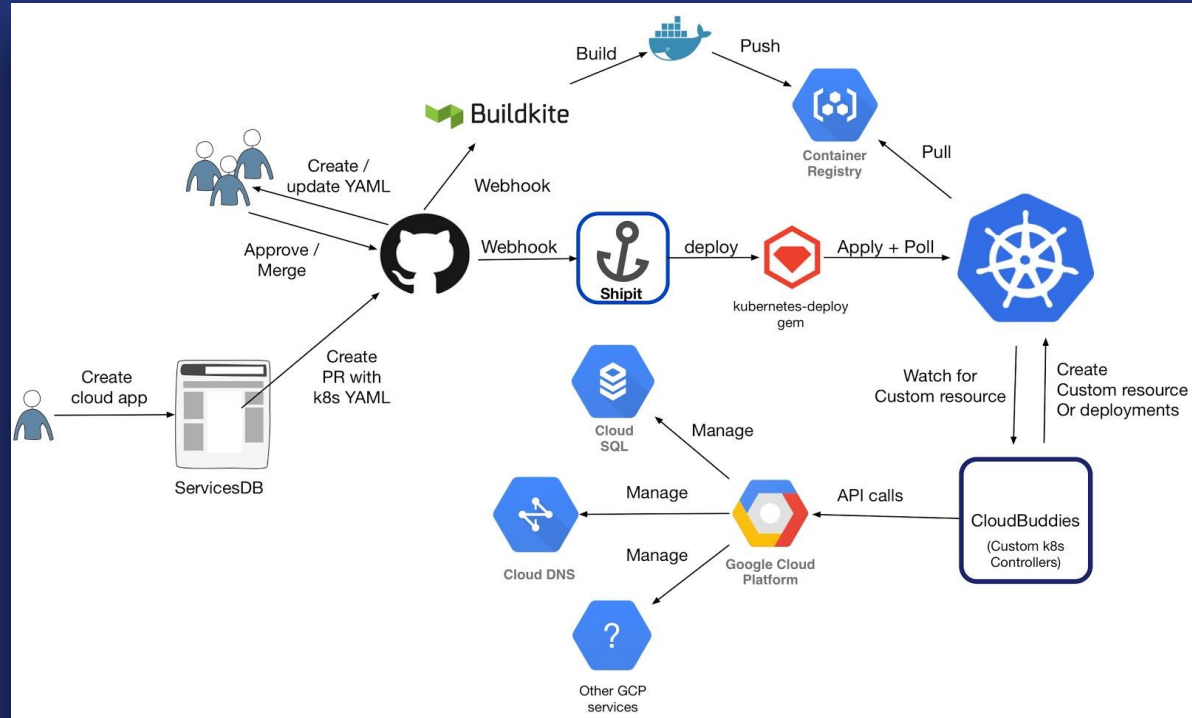 Build
Push
Buildkite
Container
Registry
Pull
Create /
update YAML
Webhook
Approve /
Merge
Webhook
Shipit
deploy
kubernetes-deploy
gem
Apply + Poll
Create
cloud app
ServicesDB
Create
PR with
k8s YAML
Cloud
SQL
Manage
Watch for
Custom resource
Create
Custom resource
Or deployments
Manage
Cloud DNS
Google Cloud
Platform
API calls
CloudBuddies
(Custom k8s
Controllers)
Manage
?
Other GCP
services